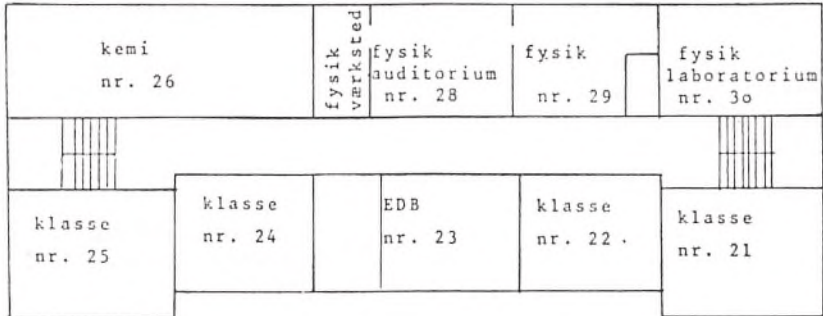 kemi
nr. 26
fysik
værksted
fysik
auditorium
nr. 28
fysik
nr. 29
fysik
laboratorium
nr. 3o
klasse
nr. 25
klasse
nr. 24
EDB
nr. 23
klasse
nr. 22.
klasse
nr. 21